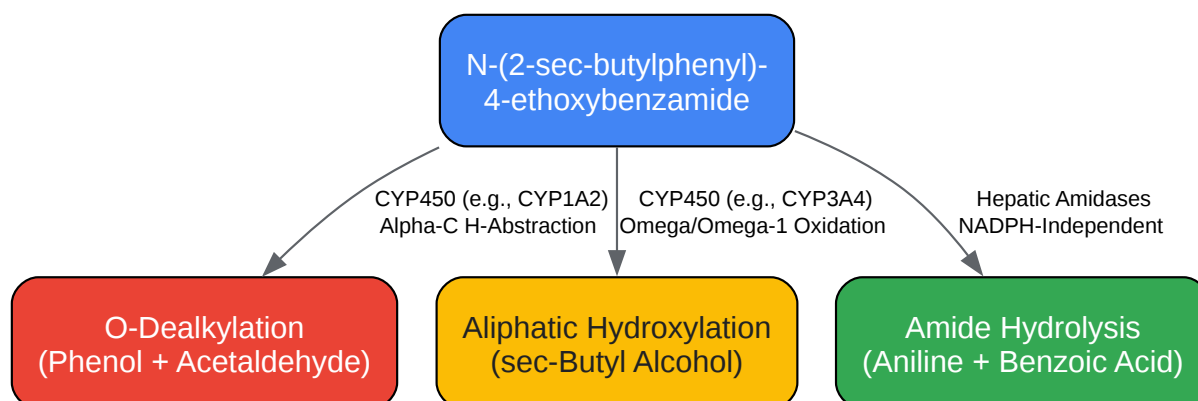 N-(2-sec-butylphenyl)-
4-ethoxybenzamide
CYP450 (e.g., CYP1A2)
Alpha-C H-Abstraction
CYP450 (e.g., CYP3A4)
Omega/Omega-1 Oxidation
Hepatic Amidases
NADPH-Independent
O-Dealkylation
(Phenol + Acetaldehyde)
Aliphatic Hydroxylation
(sec-Butyl Alcohol)
Amide Hydrolysis
(Aniline + Benzoic Acid)